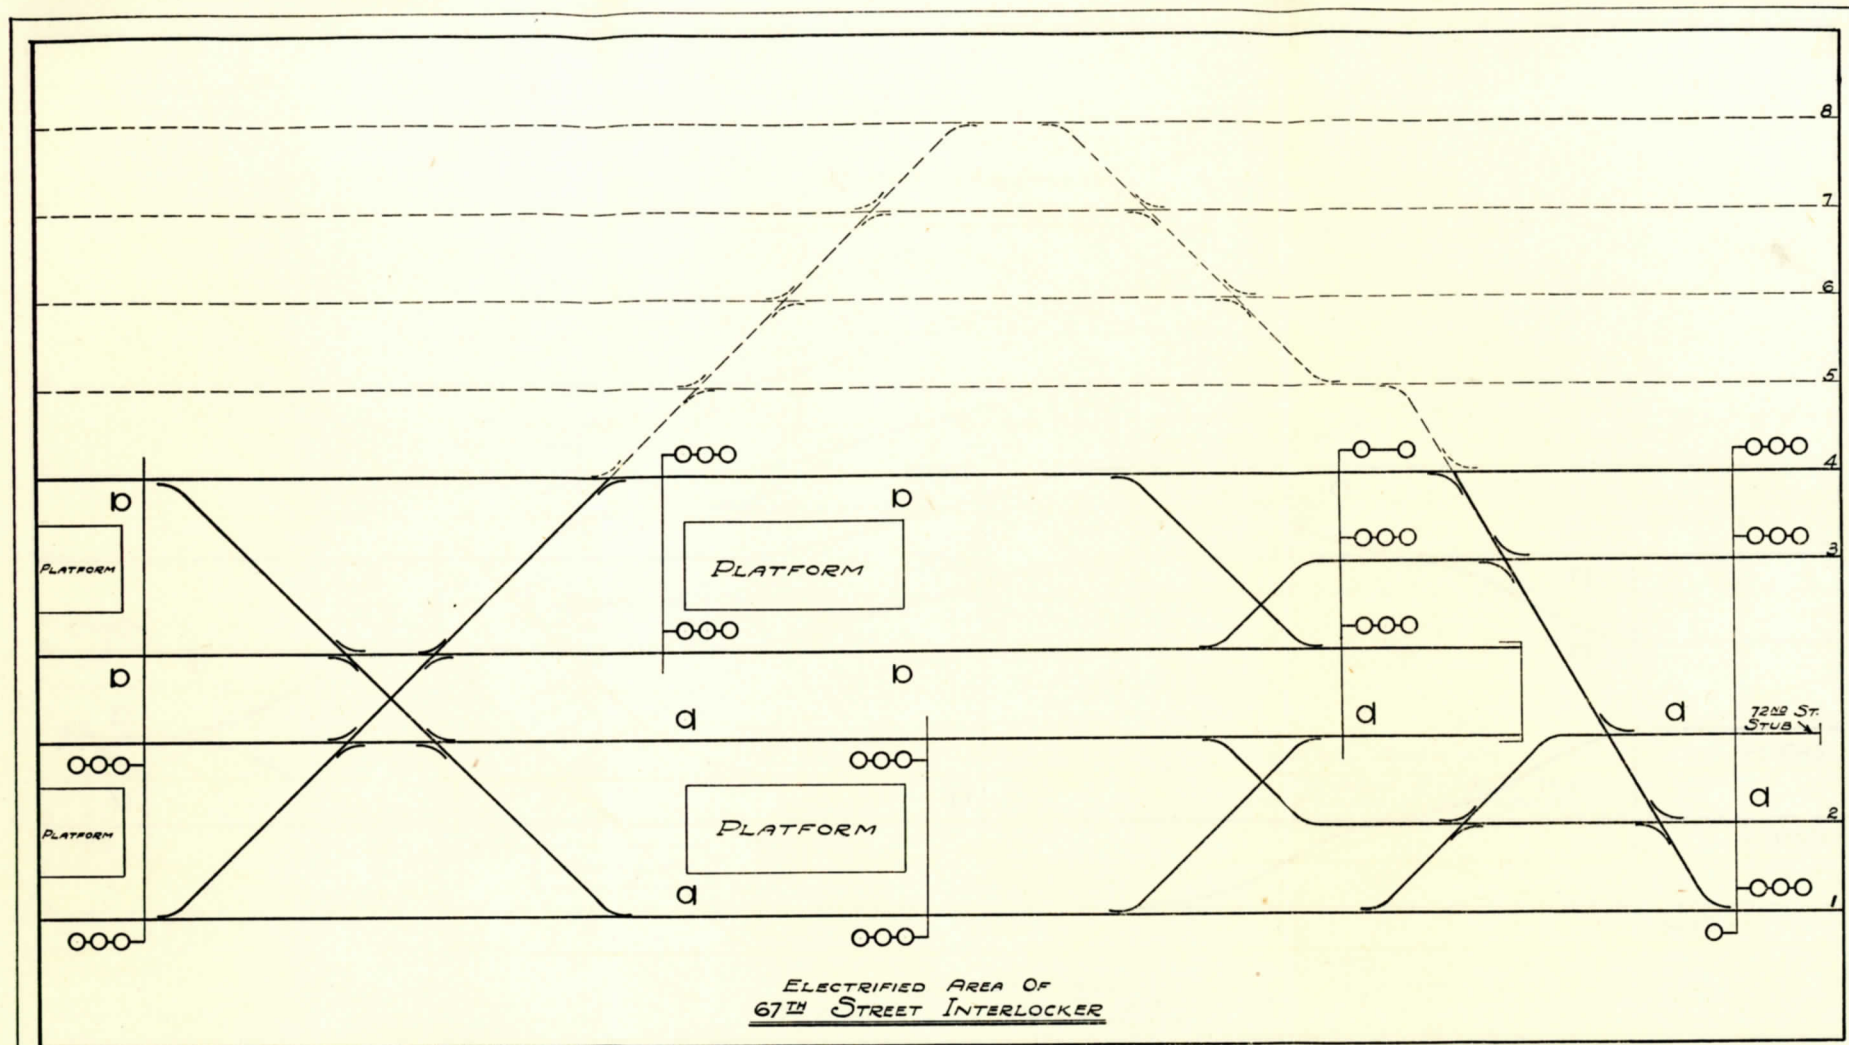 8
7
6
5
4
PLATFORM
PLATFORM
3
72ND ST.
STUB
2
PLATFORM
PLATFORM
1
ELECTRIFIED AREA OF
67TH STREET INTERLOCKER